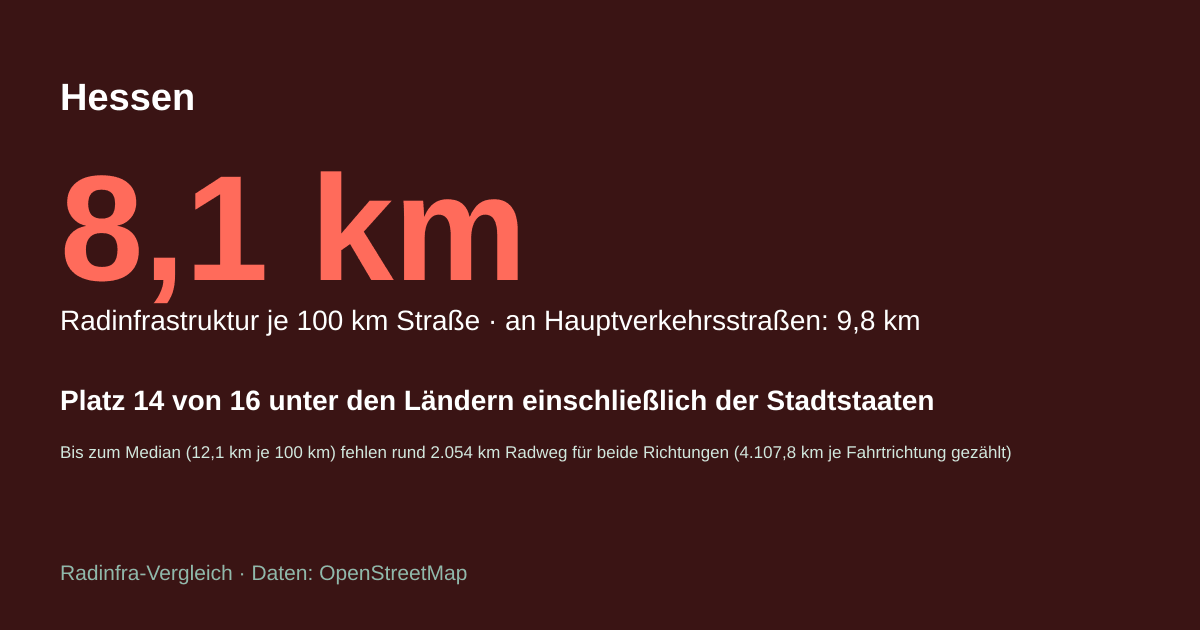 Hessen
8,1 km
Radinfrastruktur je 100 km Straße · an Hauptverkehrsstraßen: 9,8 km
Platz 14 von 16 unter den Ländern einschließlich der Stadtstaaten
Bis zum Median (12,1 km je 100 km) fehlen rund 2.054 km Radweg für beide Richtungen (4.107,8 km je Fahrtrichtung gezählt)
Radinfra-Vergleich · Daten: OpenStreetMap